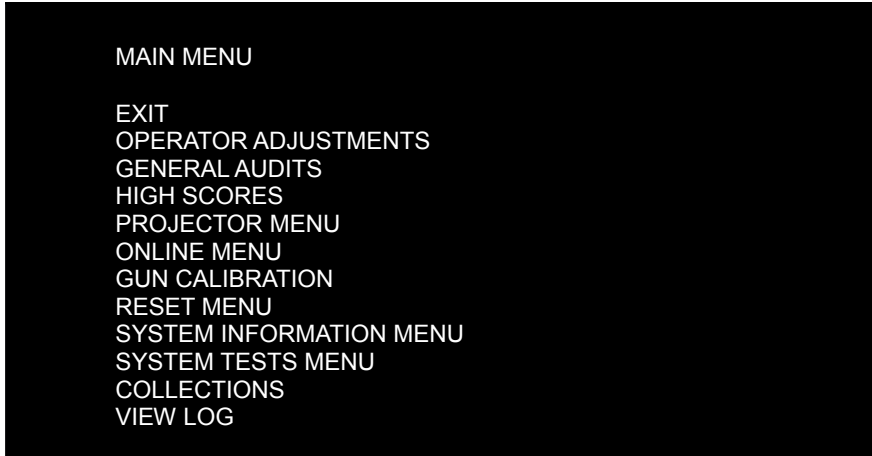 MAIN MENU
EXIT
OPERATOR ADJUSTMENTS
GENERAL AUDITS
HIGH SCORES
PROJECTOR MENU
ONLINE MENU
GUN CALIBRATION
RESET MENU
SYSTEM INFORMATION MENU
SYSTEM TESTS MENU
COLLECTIONS
VIEW LOG